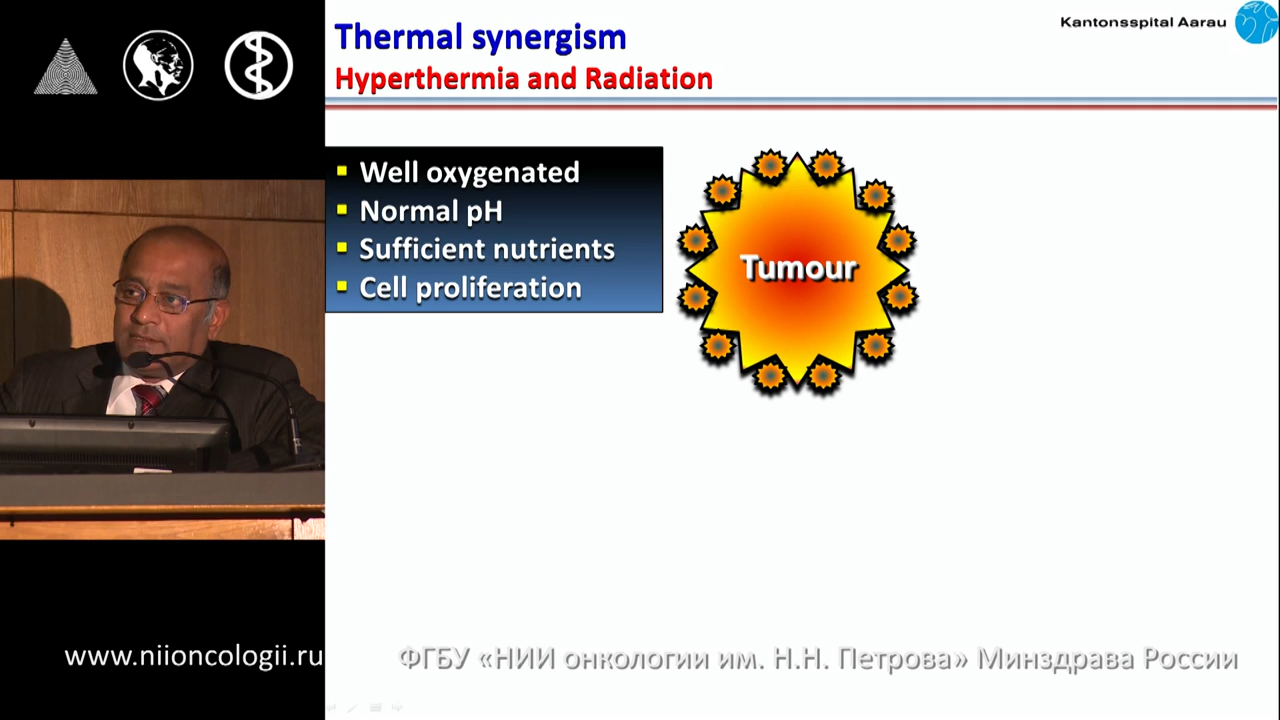 Thermal synergism
Hyperthermia and Radiation
Kantonsspital Aarau
Well oxygenated
Normal pH
Sufficient nutrients
Cell proliferation
Tumour
www.niioncologii.ru
ФГБУ «НИИ онкологии им. Н.Н. Петрова» Минздрава России